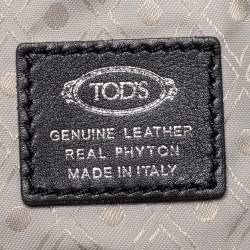 TOD'S
GENUINE LEATHER
REAL PHYTON
MADE IN ITALY